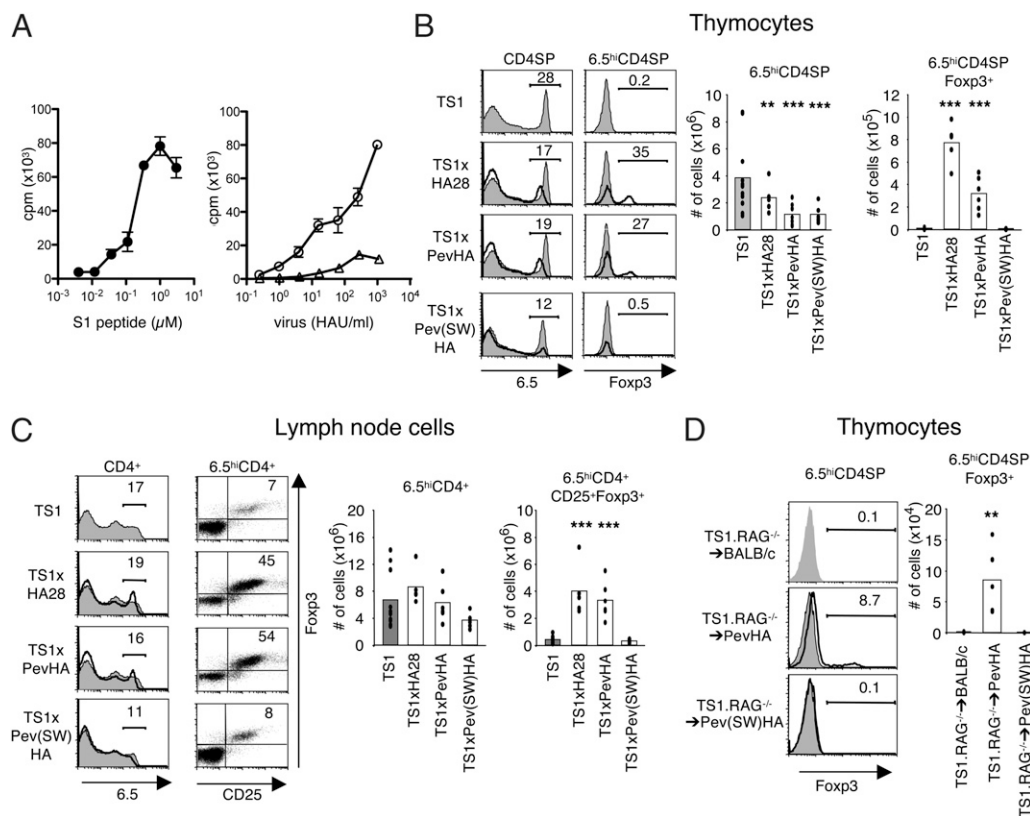 A
100
80
60
40
20
0
cpm (x10³)
10⁻³ 10⁻² 10⁻¹ 10⁰ 10¹
S1 peptide (µM)
100
80
60
40
20
0
cpm (x10³)
10⁻¹ 10⁰ 10¹ 10² 10³ 10⁴
virus (HAU/ml)
B
Thymocytes
CD4SP
6.5ʰⁱCD4SP
TS1
28
0.2
TS1x
HA28
17
35
TS1x
PevHA
19
27
TS1x
Pev(SW)
HA
12
0.5
6.5
Foxp3
6.5ʰⁱCD4SP
** *** ***
10
8
6
4
2
0
# of cells (x10⁶)
TS1
TS1xHA28
TS1xPevHA
TS1xPev(SW)HA
6.5ʰⁱCD4SP
Foxp3⁺
*** ***
12
10
8
6
4
2
0
# of cells (x10⁵)
TS1
TS1xHA28
TS1xPevHA
TS1xPev(SW)HA
C
Lymph node cells
CD4⁺
6.5ʰⁱCD4⁺
TS1
17
7
TS1x
HA28
19
45
TS1x
PevHA
16
54
TS1x
Pev(SW)
HA
11
8
6.5
CD25
Foxp3
6.5ʰⁱCD4⁺
20
15
10
5
0
# of cells (x10⁶)
TS1
TS1xHA28
TS1xPevHA
TS1xPev(SW)HA
6.5ʰⁱCD4⁺
CD25⁺Foxp3⁺
*** ***
10
8
6
4
2
0
# of cells (x10⁶)
TS1
TS1xHA28
TS1xPevHA
TS1xPev(SW)HA
D
Thymocytes
6.5ʰⁱCD4SP
TS1.RAG⁻/⁻
➔BALB/c
0.1
TS1.RAG⁻/⁻
➔PevHA
8.7
TS1.RAG⁻/⁻
➔Pev(SW)HA
0.1
Foxp3
6.5ʰⁱCD4SP
Foxp3⁺
**
20
15
10
5
0
# of cells (x10⁴)
TS1.RAG⁻/⁻➔BALB/c
TS1.RAG⁻/⁻➔PevHA
TS1.RAG⁻/⁻➔Pev(SW)HA